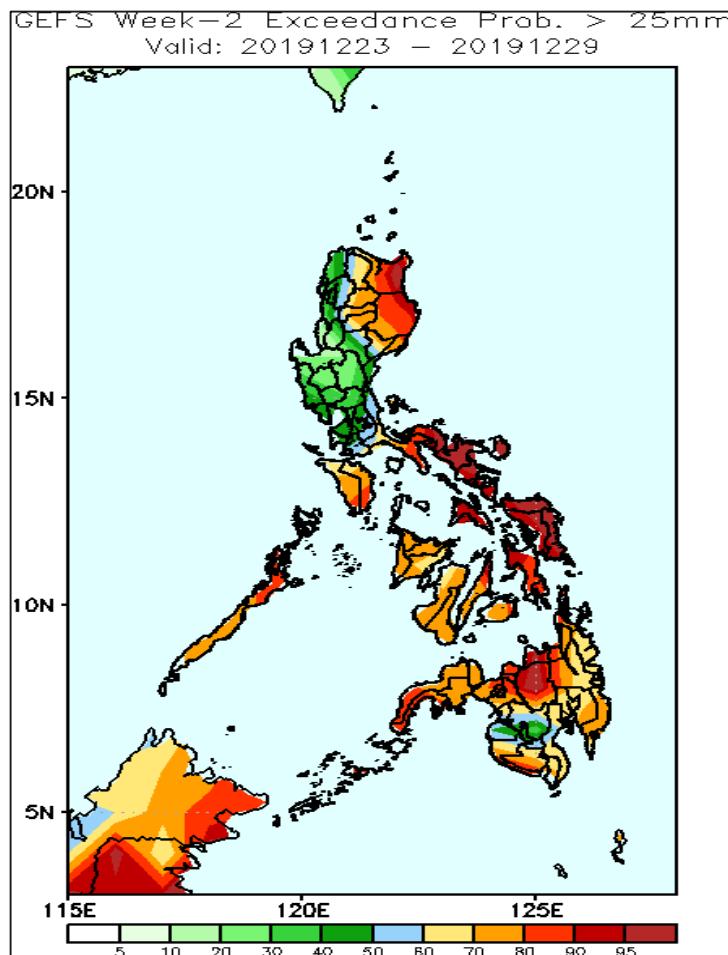 GEFS Week-2 Exceedance Prob. > 25mm
Valid: 20191223 - 20191229
20N
15N
10N
5N
115E 120E 125E
5 10 20 30 40 50 60 70 80 90 95